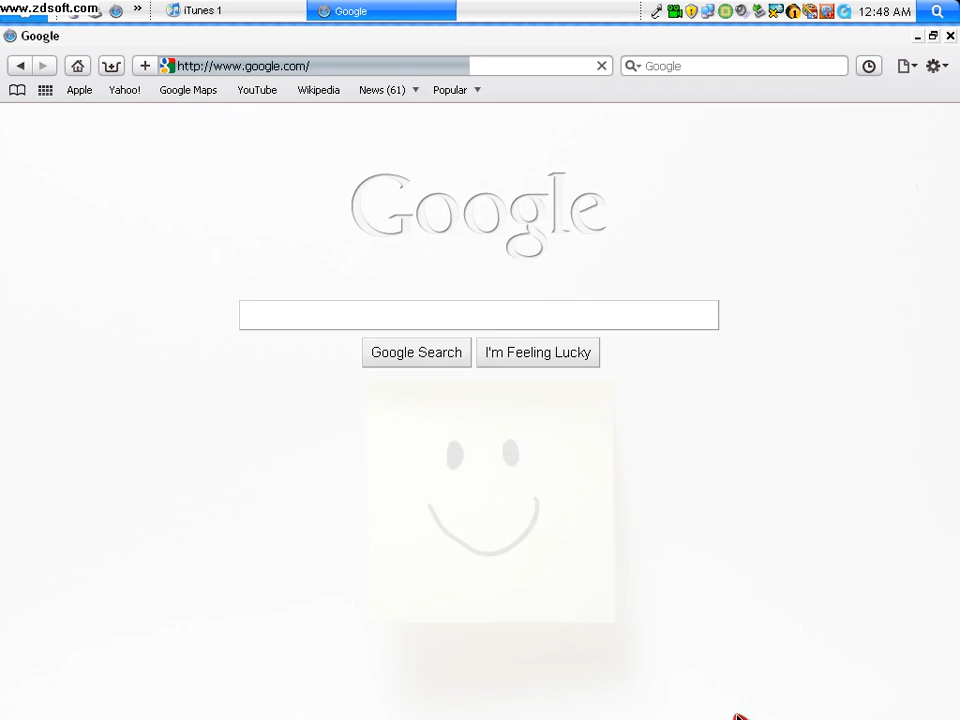 www.zdsoft.com
»
iTunes 1
Google
12:48 AM
Google
http://www.google.com/
Google
Apple
Yahoo!
Google Maps
YouTube
Wikipedia
News (61)
Popular
Google
Google Search
I'm Feeling Lucky